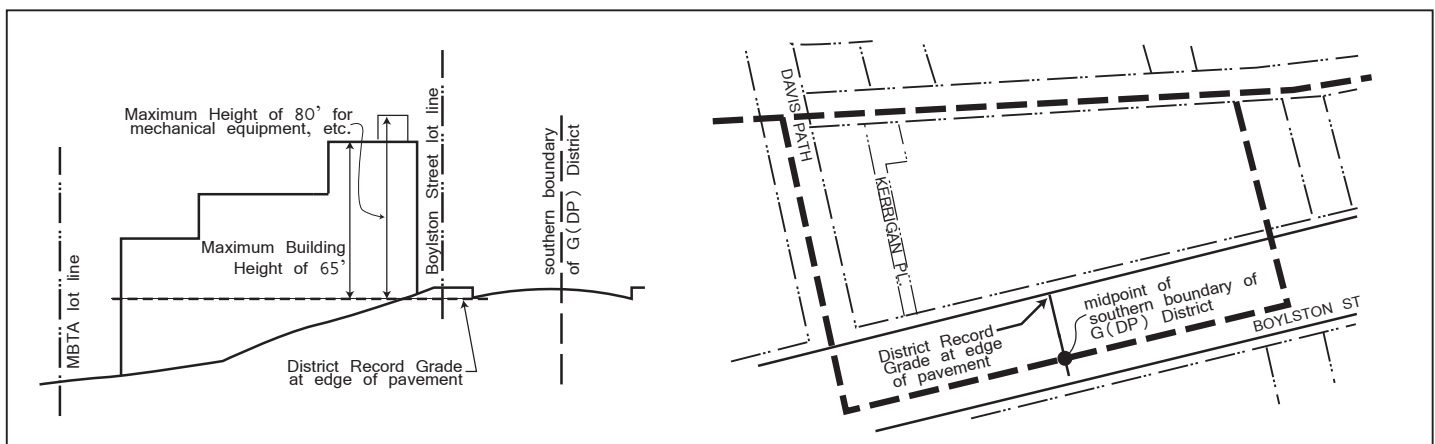 Maximum Height of 80' for
mechanical equipment, etc.
Maximum Building
Height of 65'
MBTA lot line
Boylston Street lot line
southern boundary
of G(DP) District
District Record Grade
at edge of pavement
DAVIS PATH
KERRIGAN PL.
midpoint of
southern boundary of
G(DP) District
District Record
Grade at edge
of pavement
BOYLSTON ST